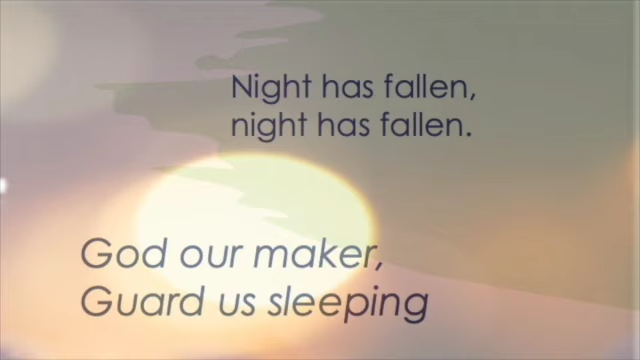 Night has fallen,
night has fallen.
God our maker,
Guard us sleeping